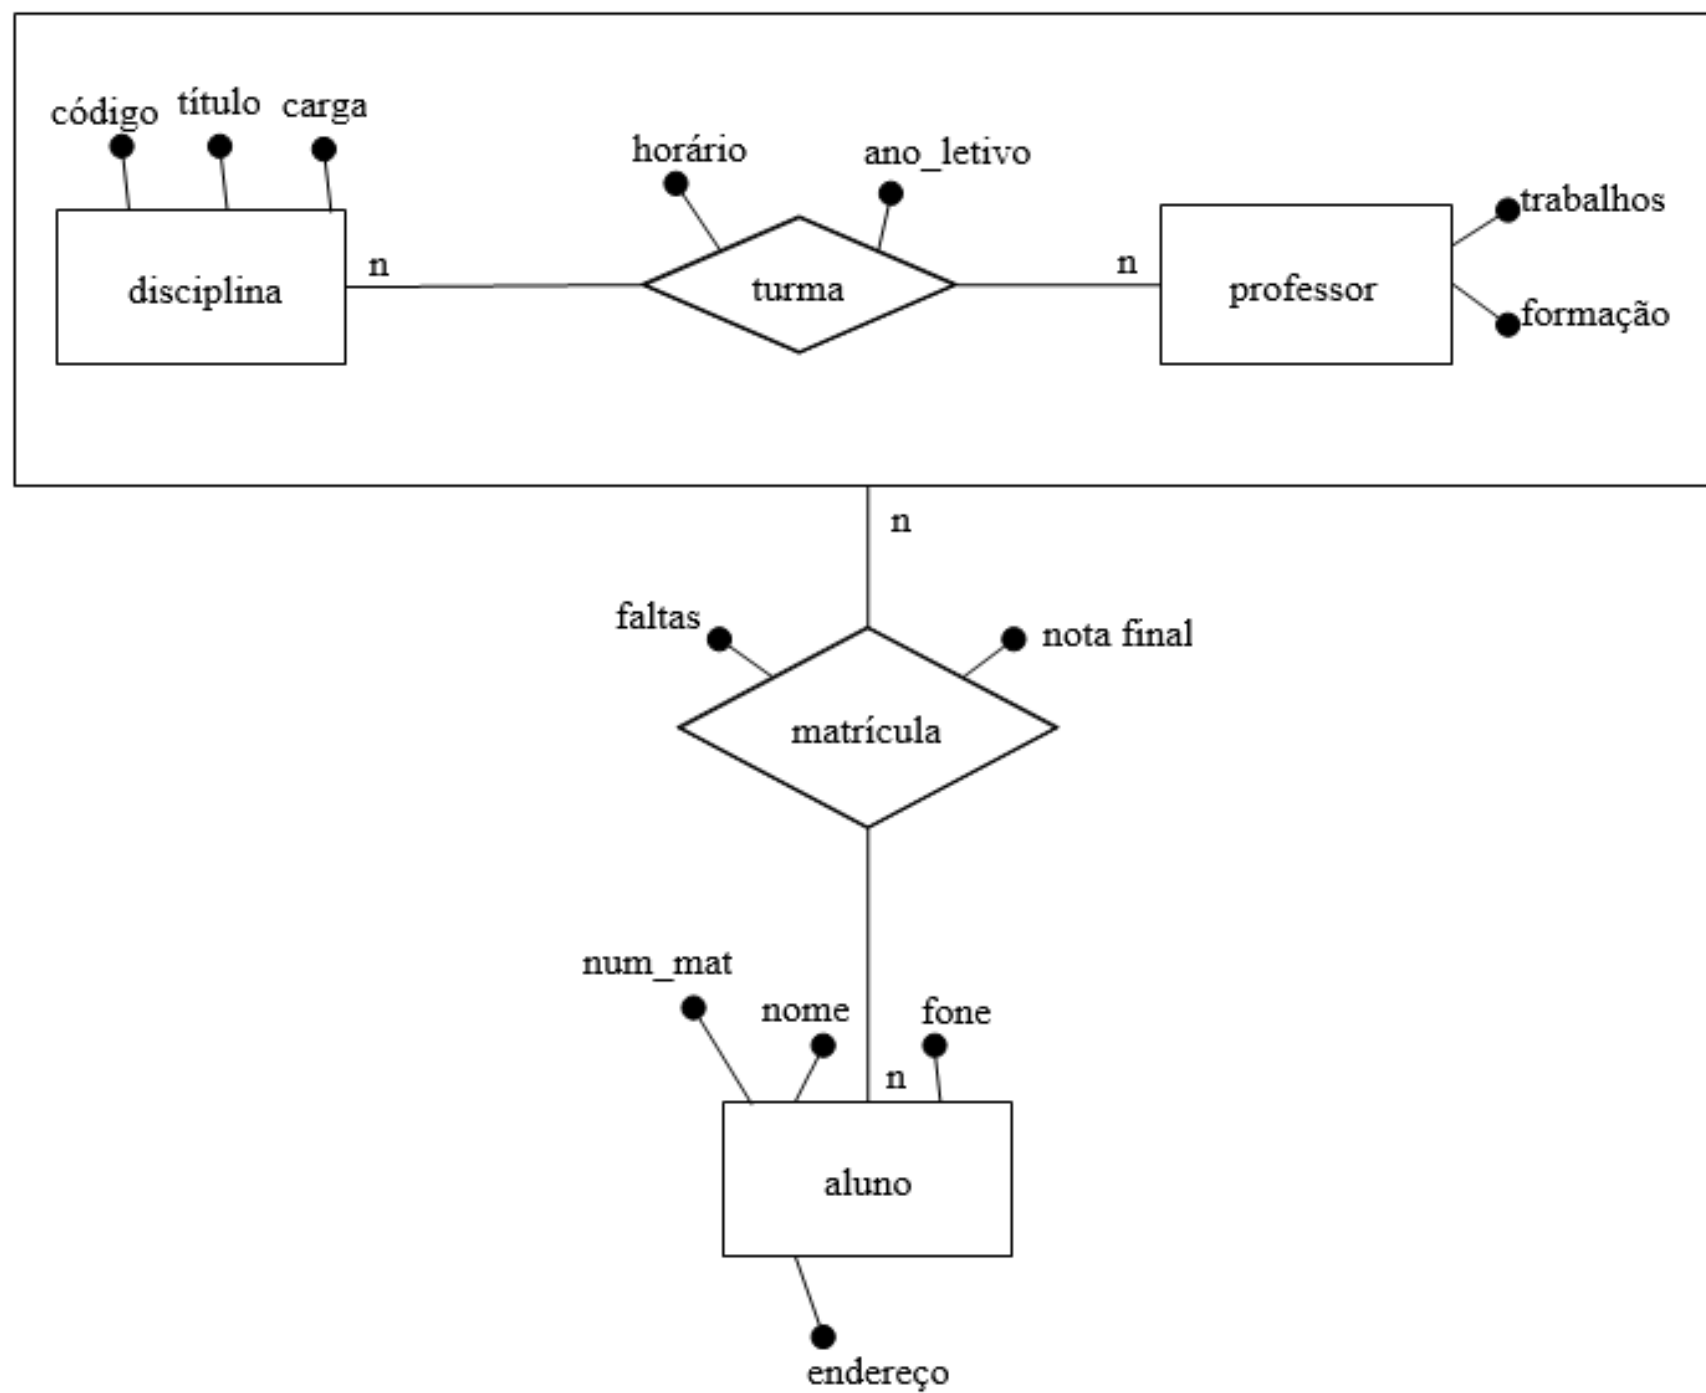 código
título
carga
horário
ano_letivo
trabalhos
n
n
disciplina
turma
professor
formação
n
faltas
nota final
matrícula
num_mat
nome
fone
n
aluno
endereço